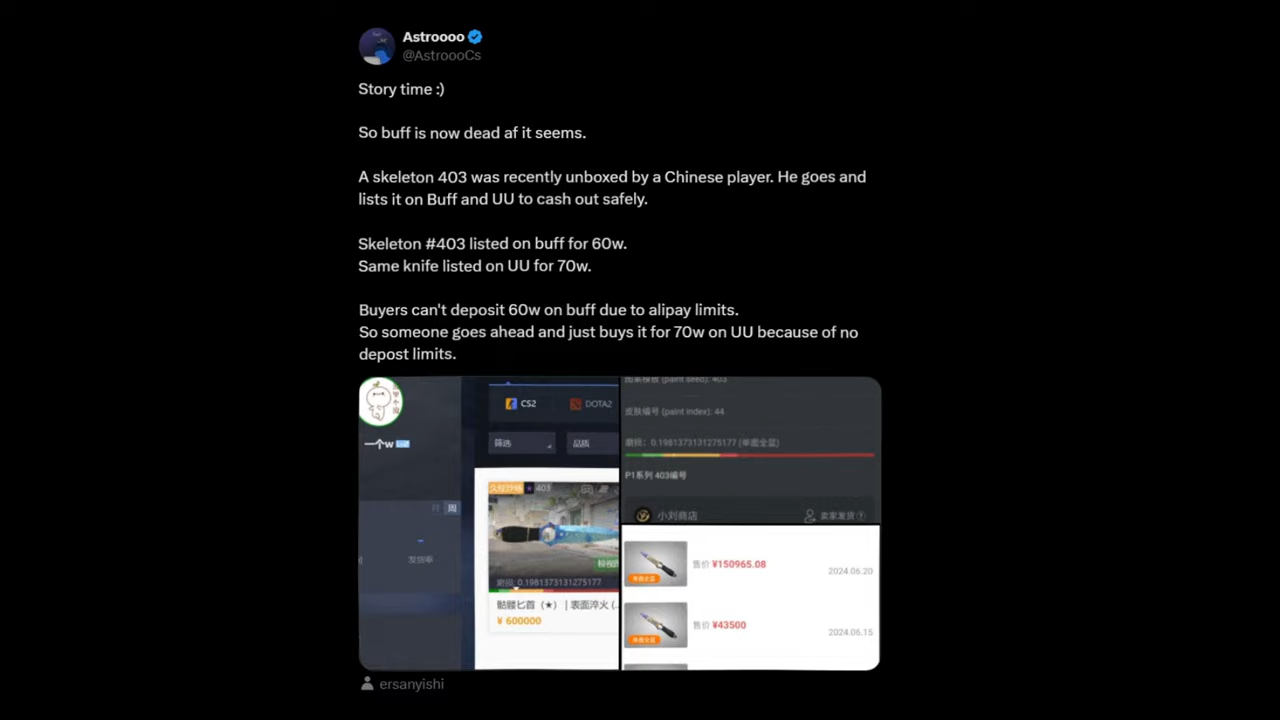 Astroooo
@AstroooCs
Story time :)
So buff is now dead af it seems.
A skeleton 403 was recently unboxed by a Chinese player. He goes and
lists it on Buff and UU to cash out safely.
Skeleton #403 listed on buff for 60w.
Same knife listed on UU for 70w.
Buyers can't deposit 60w on buff due to alipay limits.
So someone goes ahead and just buys it for 70w on UU because of no
depost limits.
一个w
周
发货率
CS2
DOTA2
筛选
品质
403
磨损: 0.1981373131275177
骷髅匕首（★） | 表面淬火 (...
¥ 600000
(paint seed): 403
皮肤编号 (paint index): 44
磨损: 0.1981373131275177 (单面全蓝)
P1系列 403编号
小刘商店
卖家发货
售价 ¥150965.08
2024.06.20
售价 ¥43500
2024.06.15
ersanyishi